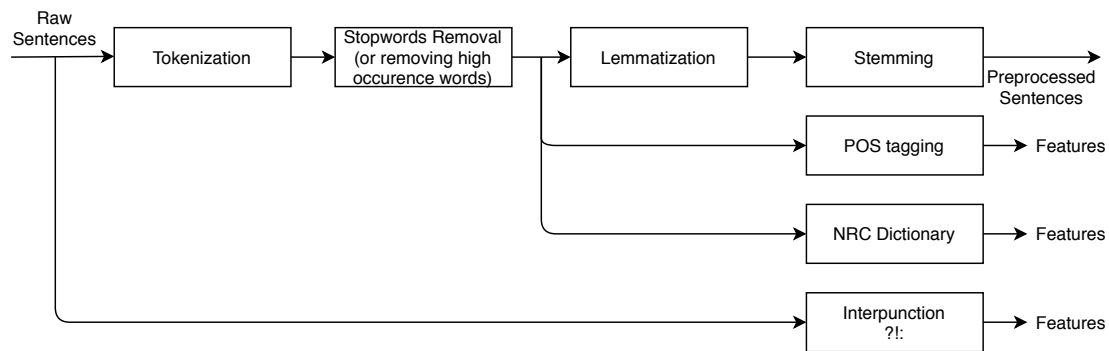 Raw
Sentences
Tokenization
Stopwords Removal
(or removing high
occurence words)
Lemmatization
Stemming
Preprocessed
Sentences
POS tagging
Features
NRC Dictionary
Features
Interpunction
?!:
Features